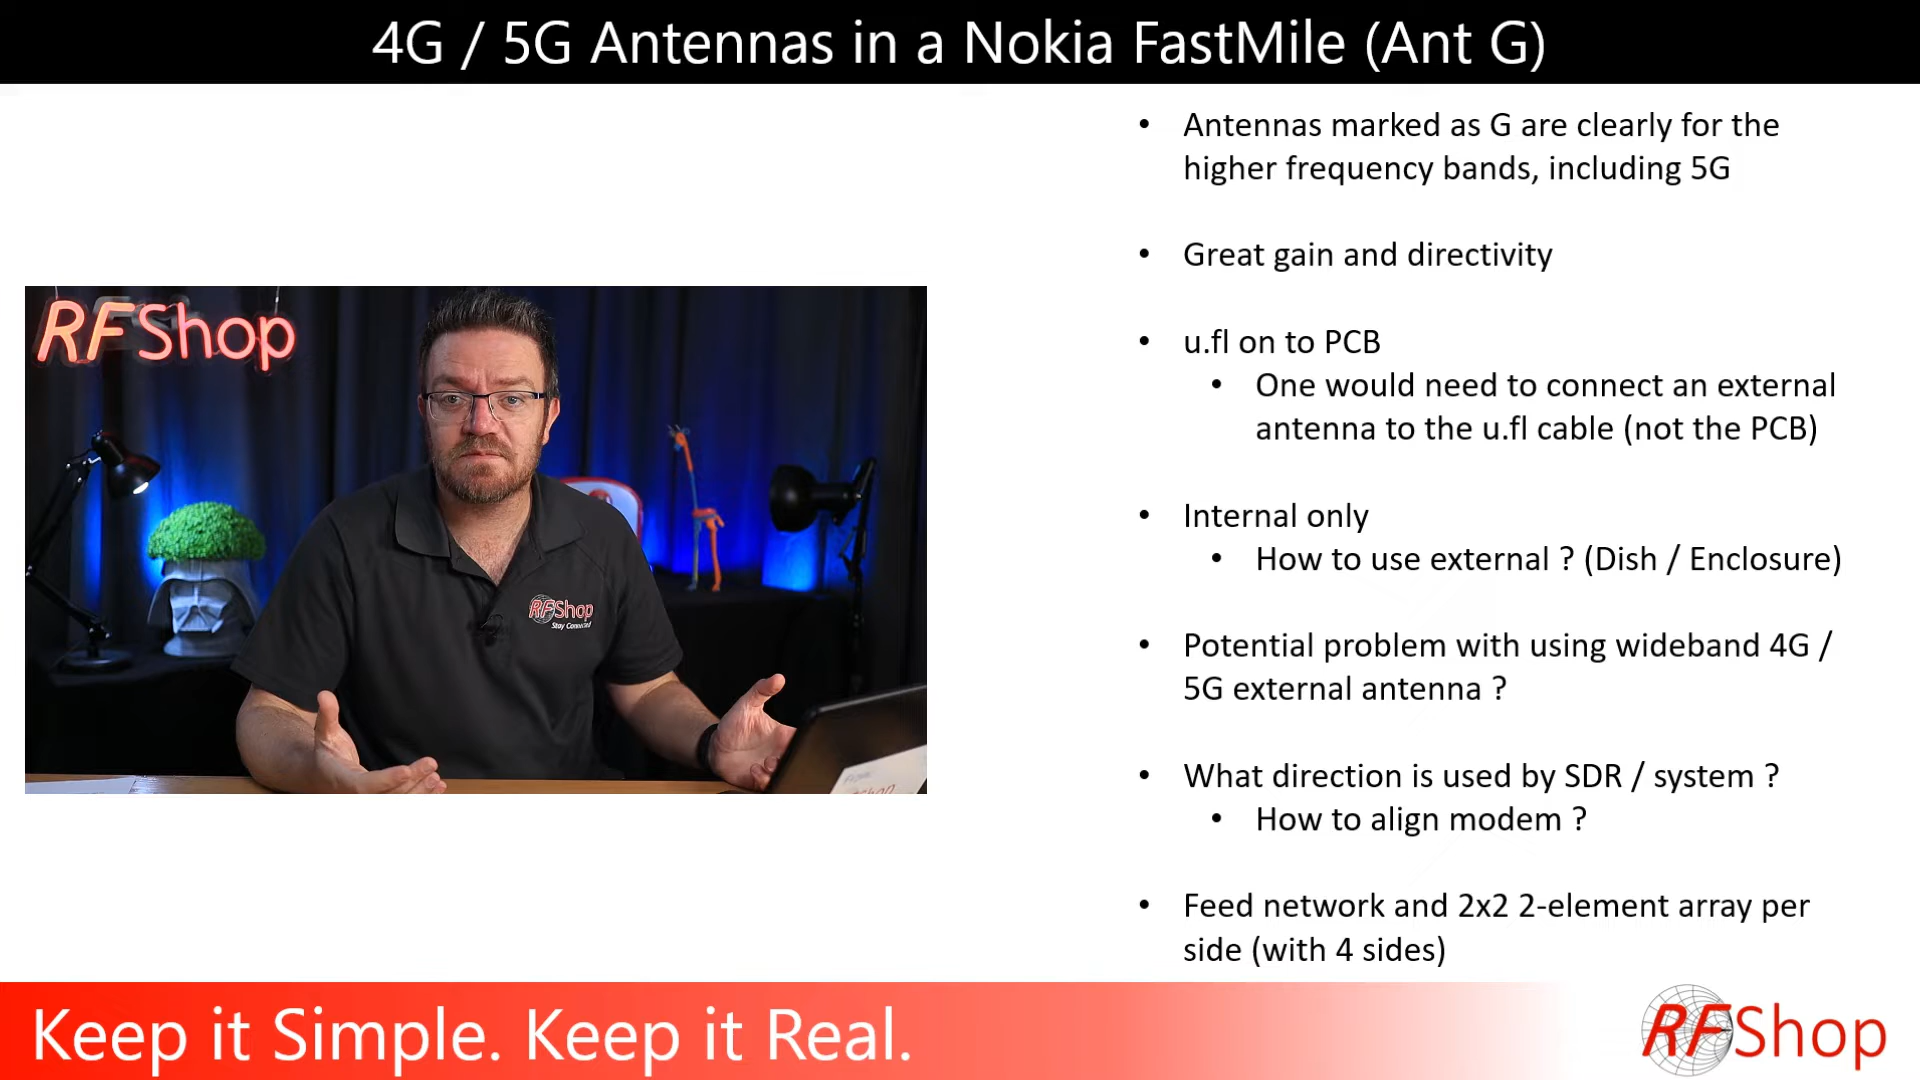 4G / 5G Antennas in a Nokia FastMile (Ant G)
RFShop
RFShop
Stay Connected
• Antennas marked as G are clearly for the
higher frequency bands, including 5G
• Great gain and directivity
• u.fl on to PCB
• One would need to connect an external
antenna to the u.fl cable (not the PCB)
• Internal only
• How to use external ? (Dish / Enclosure)
• Potential problem with using wideband 4G /
5G external antenna ?
• What direction is used by SDR / system ?
• How to align modem ?
• Feed network and 2x2 2-element array per
side (with 4 sides)
Keep it Simple. Keep it Real.
RFShop